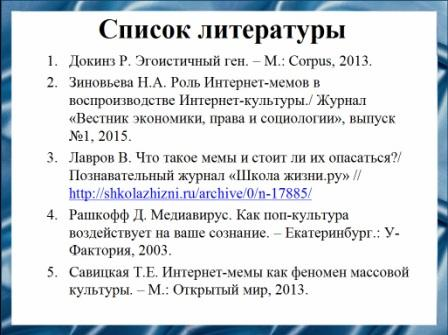 Список литературы
1. Докинз Р. Эгоистичный ген. – М.: Corpus, 2013.
2. Зиновьева Н.А. Роль Интернет-мемов в
воспроизводстве Интернет-культуры./ Журнал
«Вестник экономики, права и социологии», выпуск
№1, 2015.
3. Лавров В. Что такое мемы и стоит ли их опасаться?/
Познавательный журнал «Школа жизни.ру» //
http://shkolazhizni.ru/archive/0/n-17885/
4. Рашкофф Д. Медиавирус. Как поп-культура
воздействует на ваше сознание. – Екатеринбург.: У-
Фактория, 2003.
5. Савицкая Т.Е. Интернет-мемы как феномен массовой
культуры. – М.: Открытый мир, 2013.